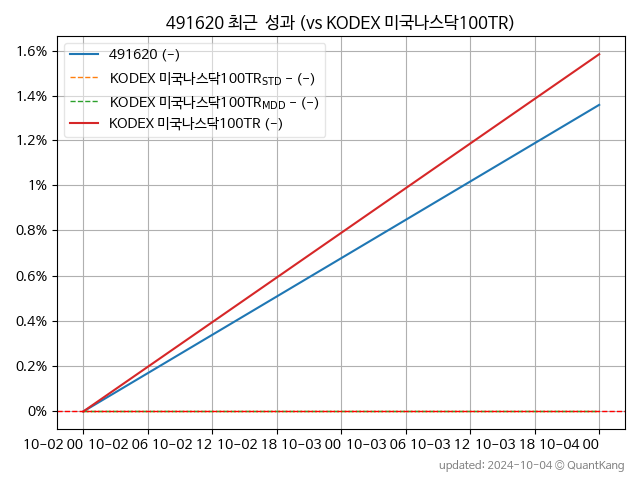 491620 최근 성과 (vs KODEX 미국나스닥100TR)
1.6%
1.4%
1.2%
1%
0.8%
0.6%
0.4%
0.2%
0%
491620 (-)
KODEX 미국나스닥100TR_STD - (-)
KODEX 미국나스닥100TR_MDD - (-)
KODEX 미국나스닥100TR (-)
10-02 00 10-02 06 10-02 12 10-02 18 10-03 00 10-03 06 10-03 12 10-03 18 10-04 00
updated: 2024-10-04 © QuantKang